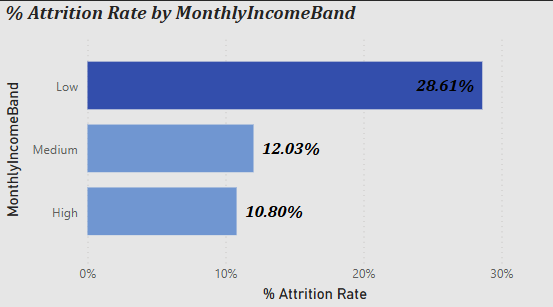 % Attrition Rate by MonthlyIncomeBand
MonthlyIncomeBand
Low
28.61%
Medium
12.03%
High
10.80%
0% 10% 20% 30%
% Attrition Rate